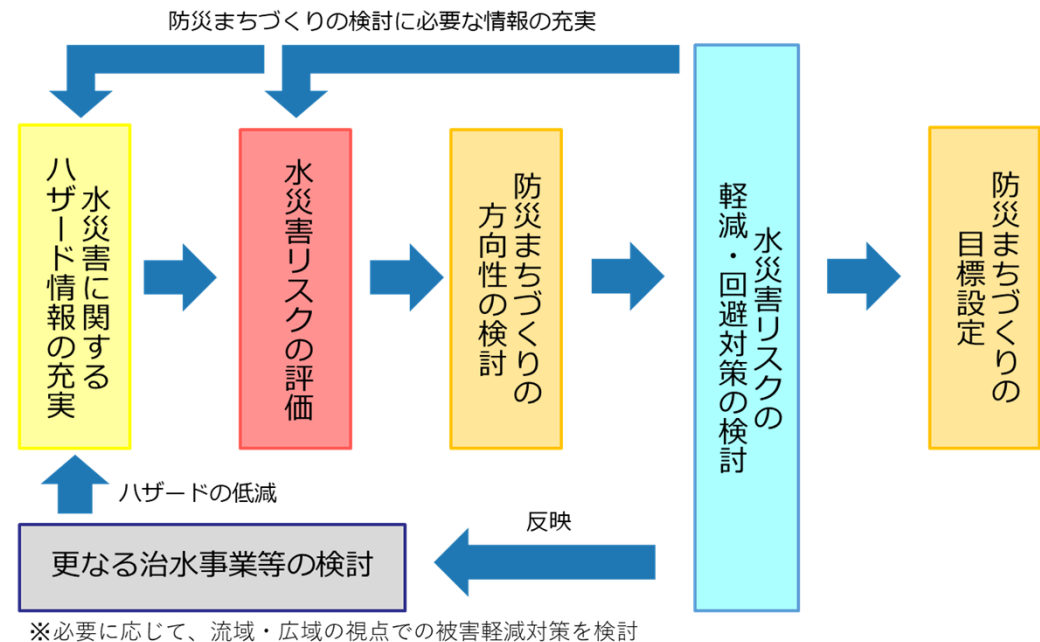 防災まちづくりの検討に必要な情報の充実
水災害に関する
ハザード情報の充実
水災害リスクの評価
防災まちづくりの
方向性の検討
水災害リスクの
軽減・回避対策の検討
防災まちづくりの
目標設定
ハザードの低減
反映
更なる治水事業等の検討
※必要に応じて、流域・広域の視点での被害軽減対策を検討